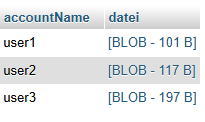 accountName datei
user1 [BLOB - 101 B]
user2 [BLOB - 117 B]
user3 [BLOB - 197 B]